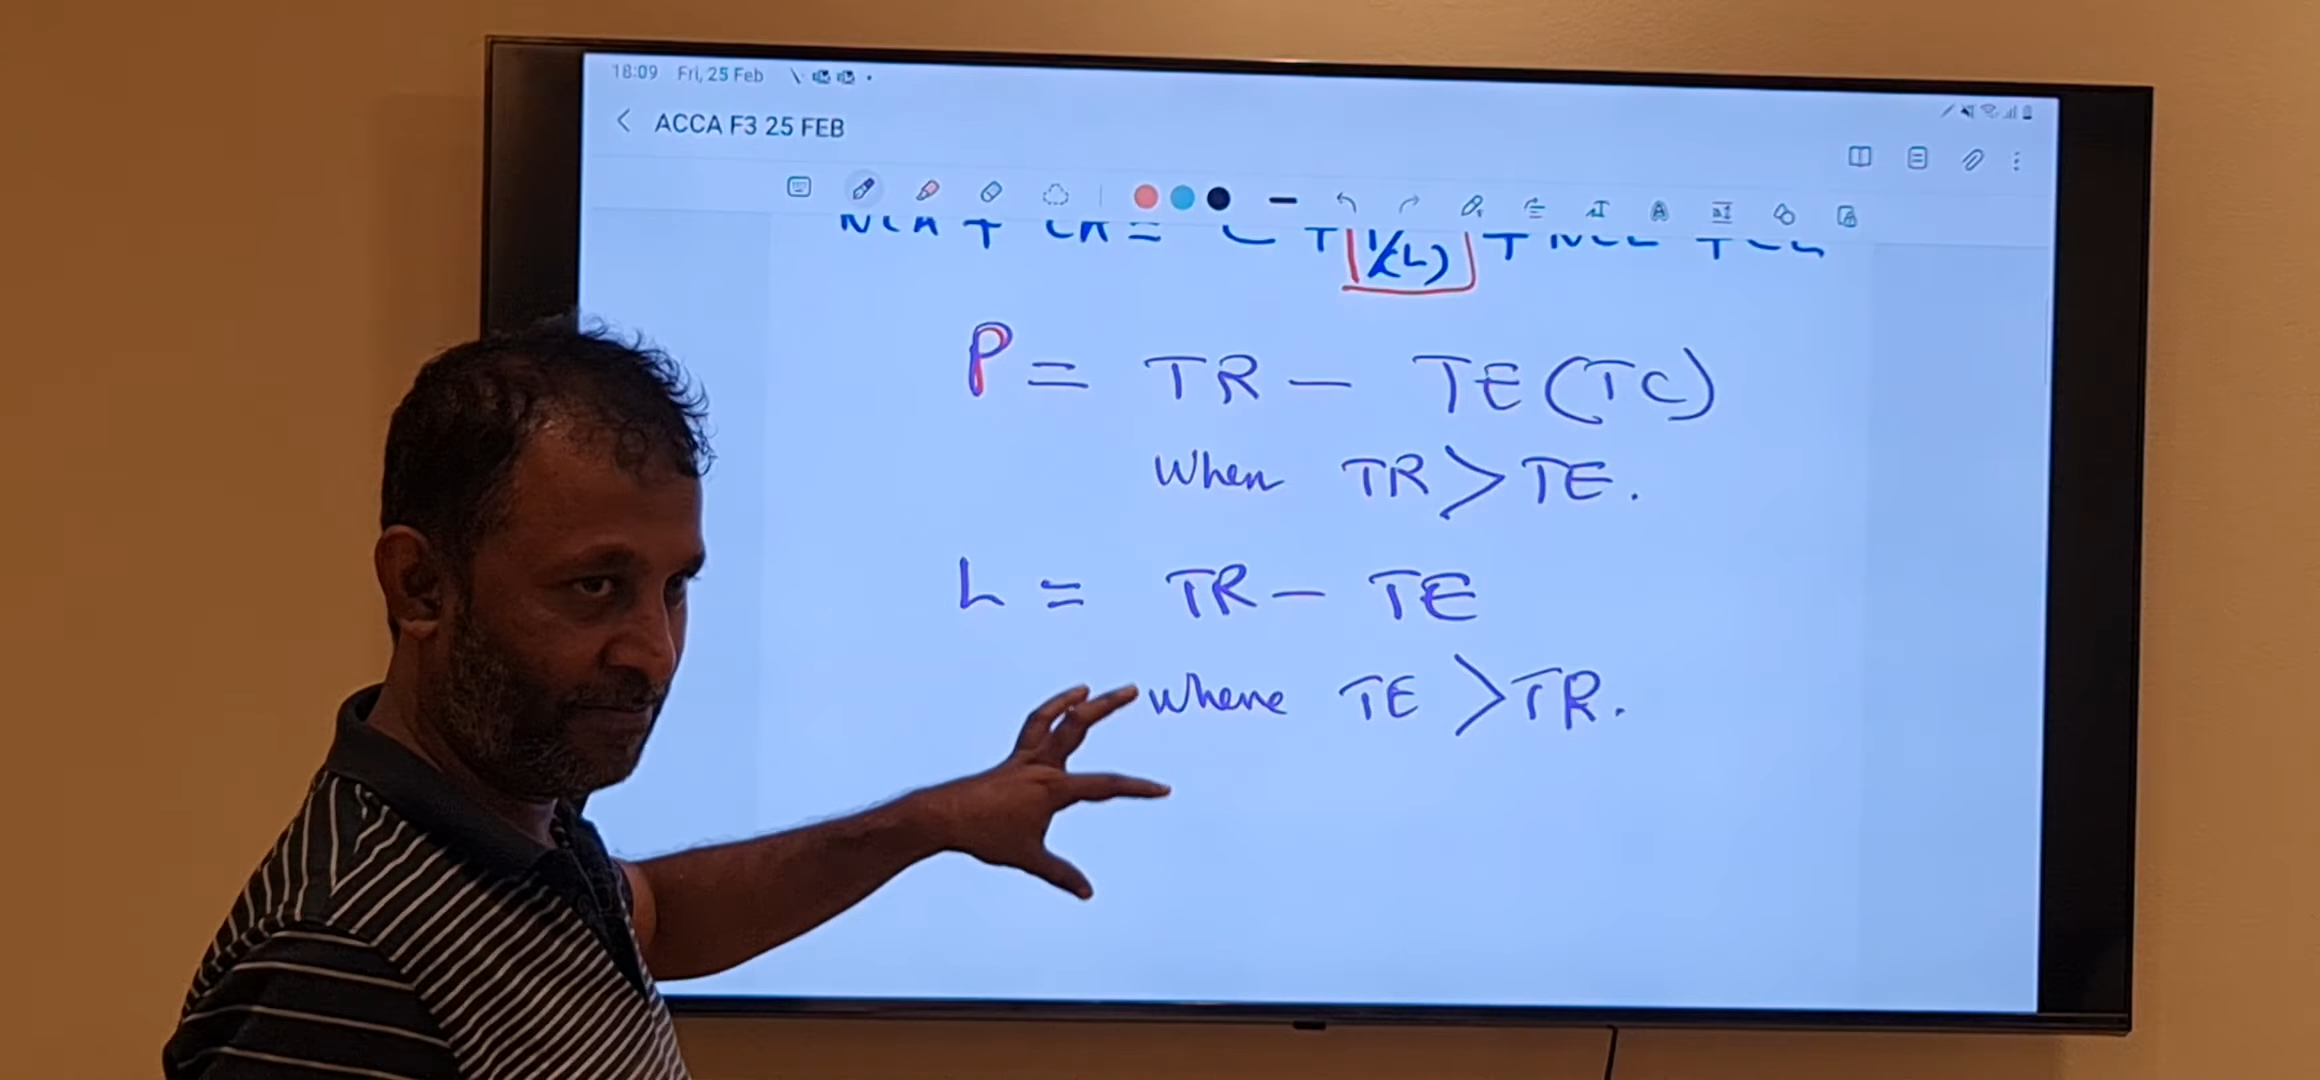 18:09 Fri, 25 Feb
ACCA F3 25 FEB
P = TR - TE (TC)
When TR > TE.
L = TR - TE
Where TE > TR.